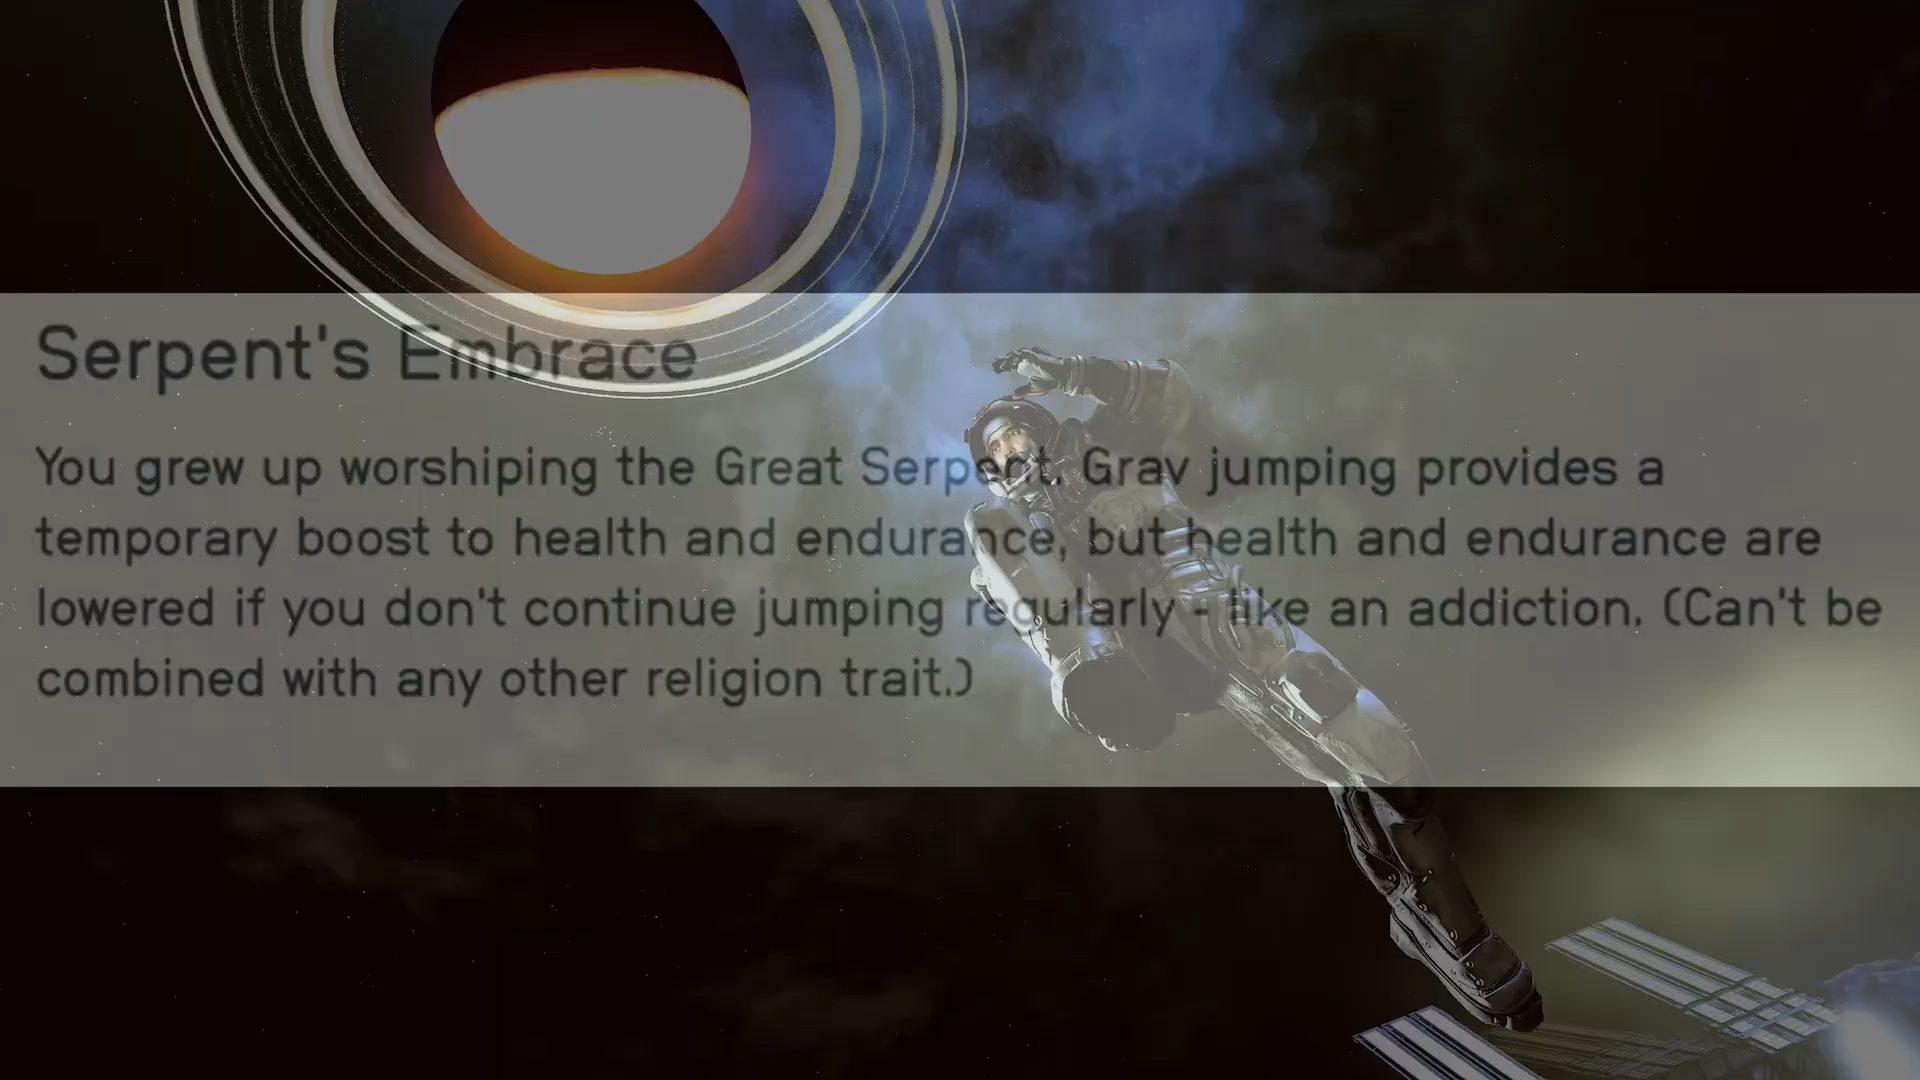 Serpent's Embrace
You grew up worshiping the Great Serpent. Grav jumping provides a
temporary boost to health and endurance, but health and endurance are
lowered if you don't continue jumping regularly - like an addiction. (Can't be
combined with any other religion trait.)